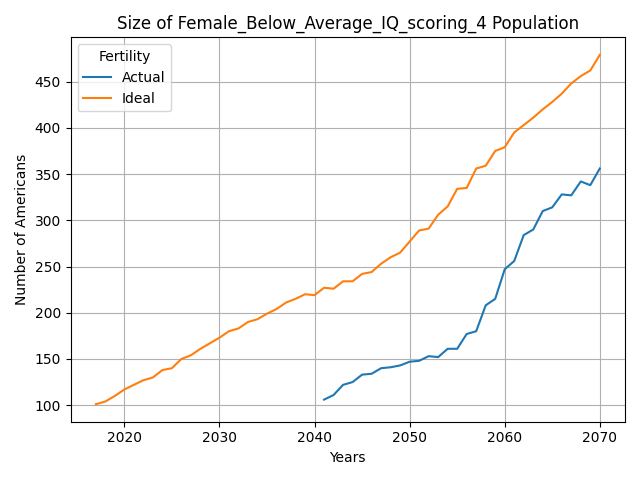 Size of Female_Below_Average_IQ_scoring_4 Population
Fertility
Actual
Ideal
Number of Americans
450
400
350
300
250
200
150
100
2020
2030
2040
2050
2060
2070
Years